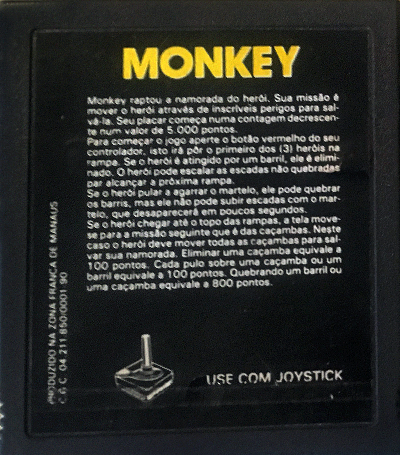 MONKEY
Monkey raptou a namorada do herói. Sua missão é
mover o herói através de inscríveis perigos para sal-
vá-la. Seu placar começa numa contagem decrescen-
te num valor de 5.000 pontos.
Para começar o jogo aperte o botão vermelho do seu
controlador, isto irá pôr o primeiro dos (3) heróis na
rampa. Se o herói é atingido por um barril, ele é elimi-
nado. O herói pode escalar as escadas não quebradas
par alcançar a próxima rampa.
Se o herói pular a agarrar o martelo, ele pode quebrar
os barris, mas ele não pode subir escadas com o mar-
telo, que desaparecerá em poucos segundos.
Se o herói chegar até o topo das rampas, a tela move-
se para a missão seguinte que é das caçambas. Neste
caso o herói deve mover todas as caçambas para sal-
var sua namorada. Eliminar uma caçamba equivale a
100 pontos. Cada pulo sobre uma caçamba ou um
barril equivale a 100 pontos. Quebrando um barril ou
uma caçamba equivale a 800 pontos.
PRODUZIDO NA ZONA FRANCA DE MANAUS
C.G.C. 04.211.850/0001-90
USE COM JOYSTICK